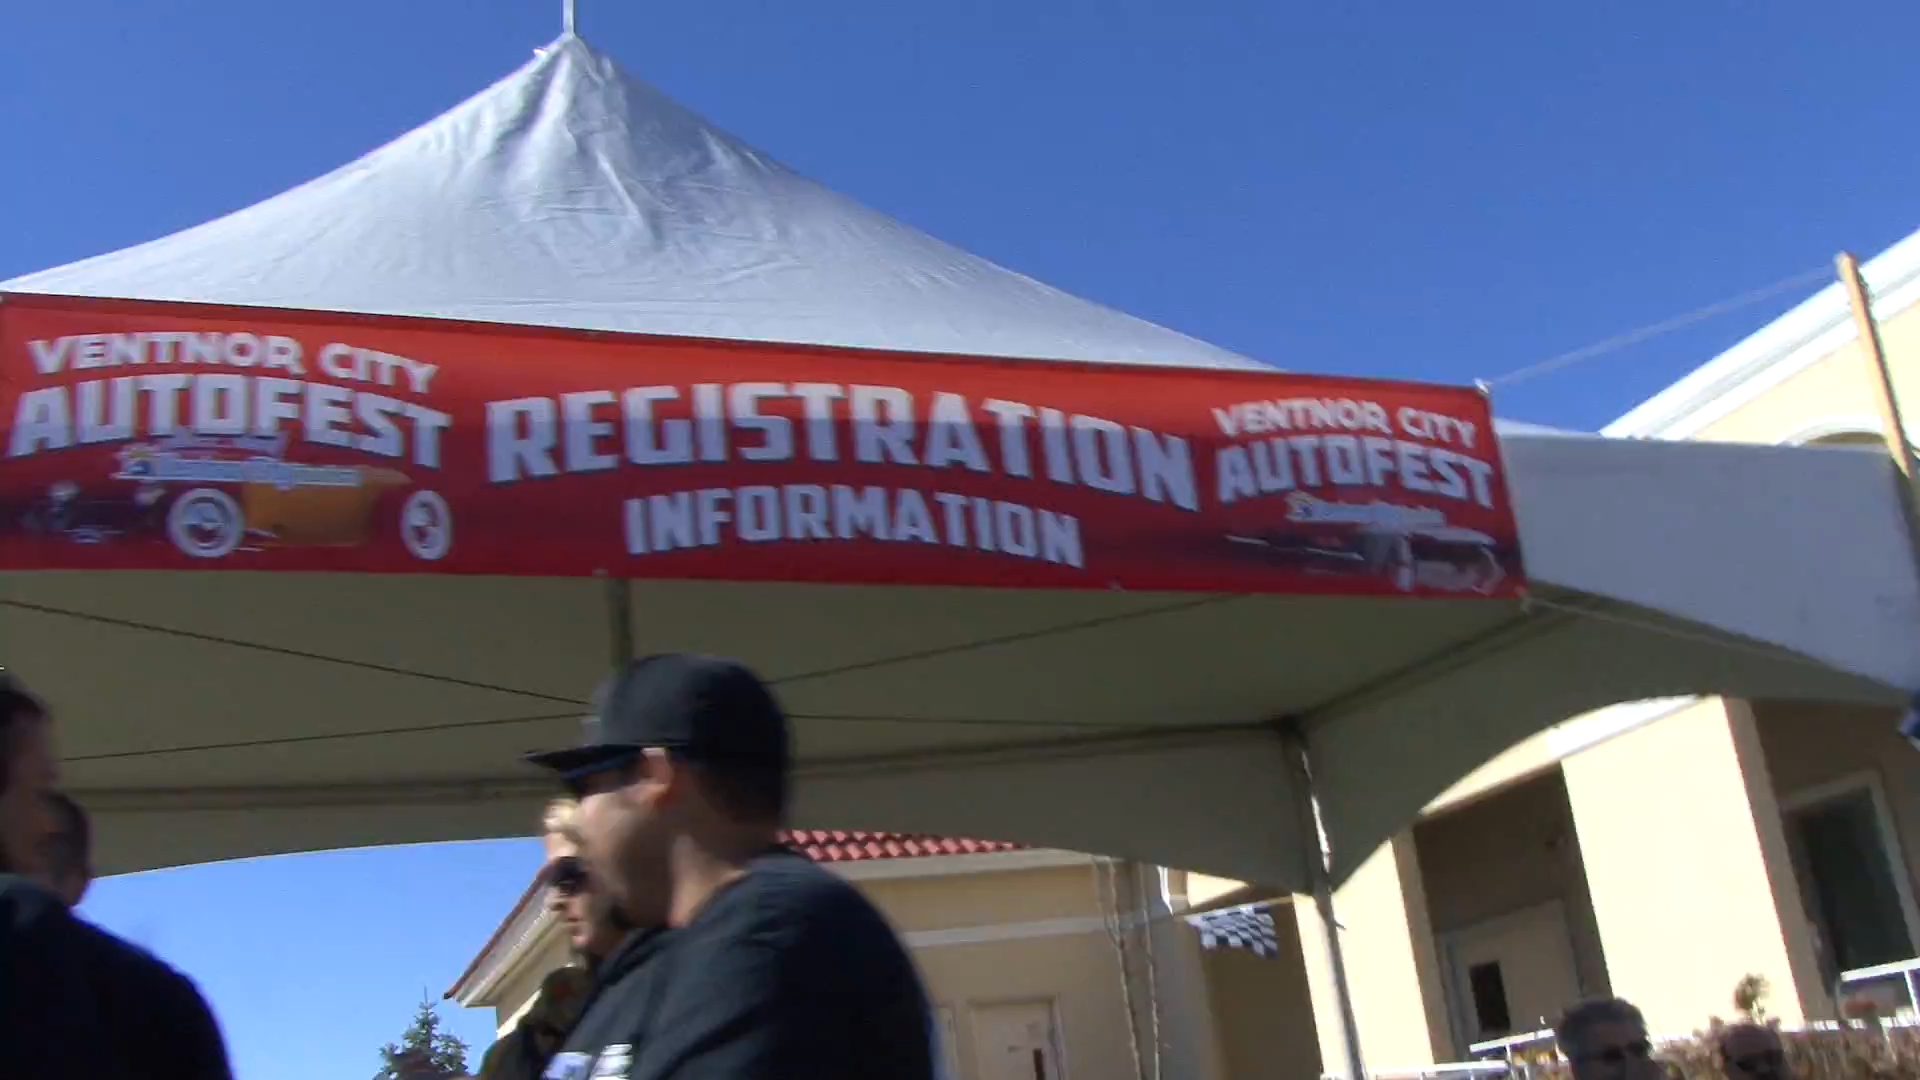 VENTNOR CITY
AUTOFEST
REGISTRATION
INFORMATION
VENTNOR CITY
AUTOFEST